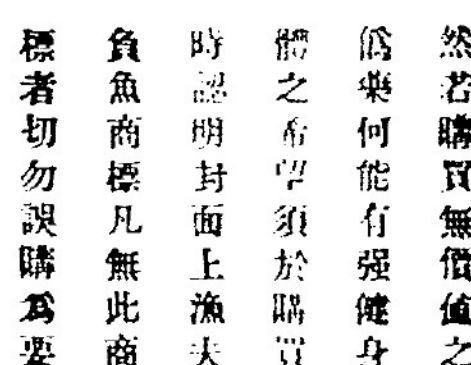 然若購買無價值之
偽藥何能有强健身
體之希望須於購買
時認明封面上漁夫
負魚商標凡無此商
標者切勿誤購為要